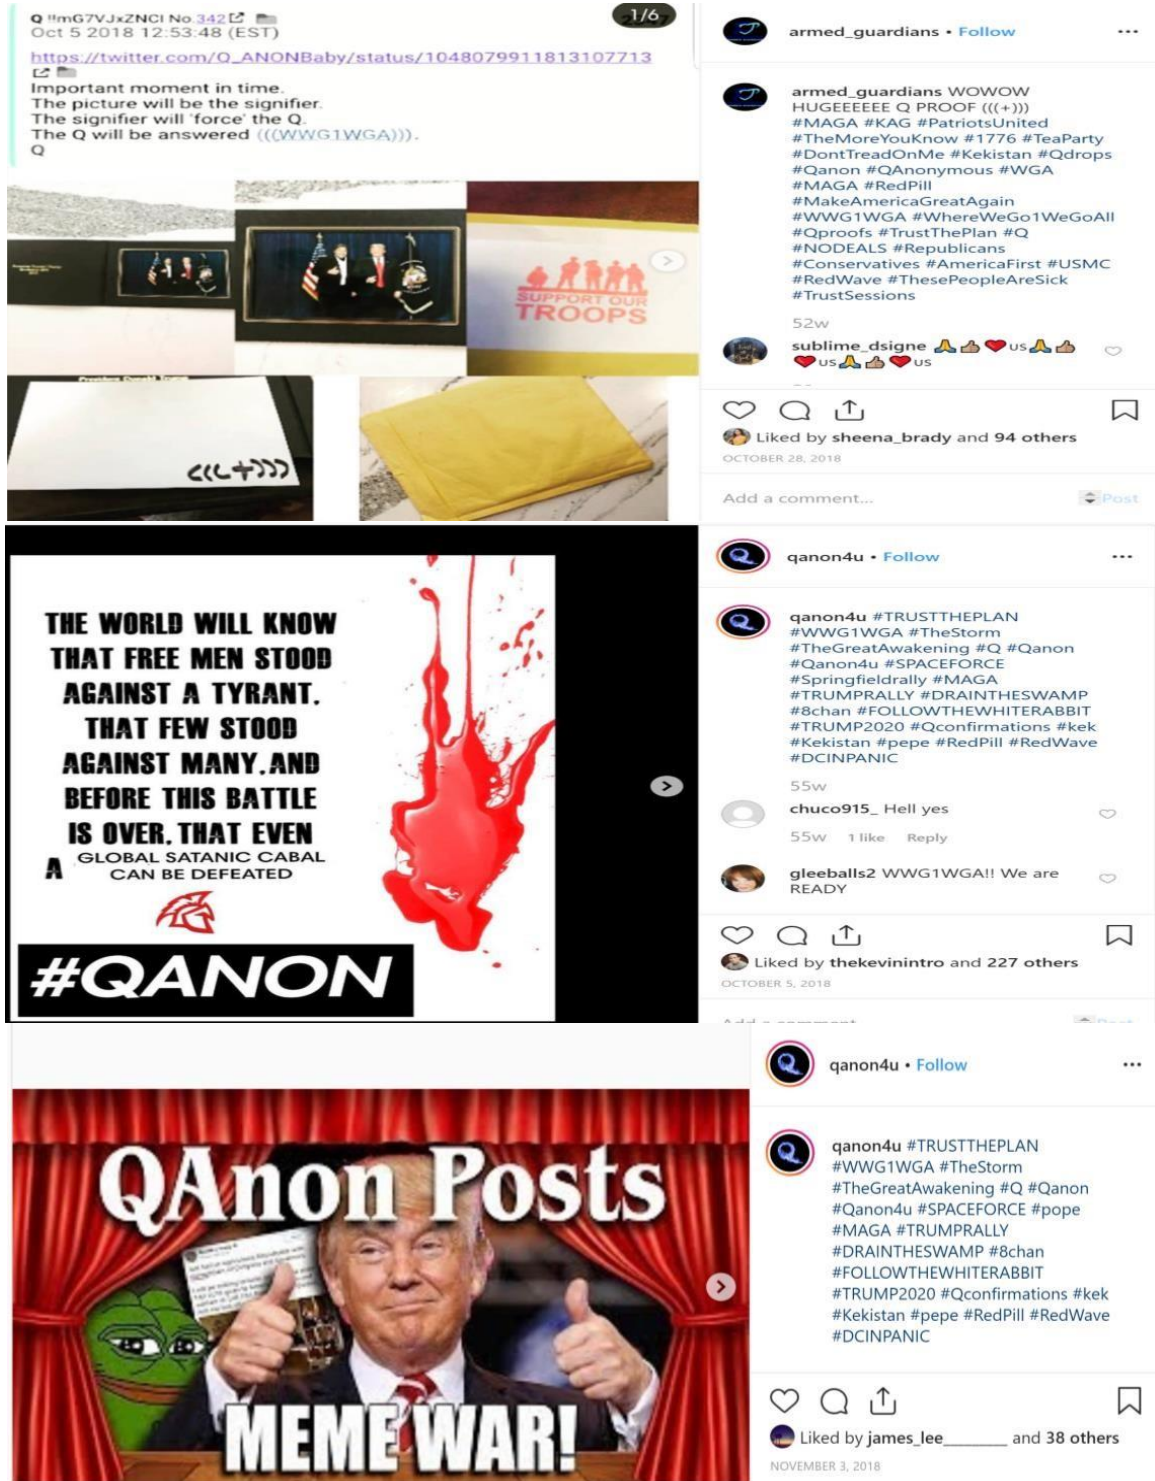 Q !!mG7VJxZNCI No.342
Oct 5 2018 12:53:48 (EST)
1/6
https://twitter.com/Q_ANONBaby/status/1048079911813107713
Important moment in time.
The picture will be the signifier.
The signifier will 'force' the Q.
The Q will be answered (((WWG1WGA))).
Q
SUPPORT OUR
TROOPS
(((+)))
armed_guardians • Follow
armed_guardians WOWOW
HUGEEEEEE Q PROOF (((+)))
#MAGA #KAG #PatriotsUnited
#TheMoreYouKnow #1776 #TeaParty
#DontTreadOnMe #Kekistan #Qdrops
#Qanon #QAnonymous #WGA
#MAGA #RedPill
#MakeAmericaGreatAgain
#WWG1WGA #WhereWeGo1WeGoAll
#Qproofs #TrustThePlan #Q
#NODEALS #Republicans
#Conservatives #AmericaFirst #USMC
#RedWave #ThesePeopleAreSick
#TrustSessions
52w
sublime_dsigne 🙏👍❤️US🙏👍
❤️US🙏👍❤️US
Liked by sheena_brady and 94 others
OCTOBER 28, 2018
Add a comment...
Post
THE WORLD WILL KNOW
THAT FREE MEN STOOD
AGAINST A TYRANT.
THAT FEW STOOD
AGAINST MANY. AND
BEFORE THIS BATTLE
IS OVER, THAT EVEN
A GLOBAL SATANIC CABAL
CAN BE DEFEATED
#QANON
qanon4u • Follow
qanon4u #TRUSTTHEPLAN
#WWG1WGA #TheStorm
#TheGreatAwakening #Q #Qanon
#Qanon4u #SPACEFORCE
#Springfieldrally #MAGA
#TRUMPRALLY #DRAINTHESWAMP
#8chan #FOLLOWTHEWHITERABBIT
#TRUMP2020 #Qconfirmations #kek
#Kekistan #pepe #RedPill #RedWave
#DCINPANIC
55w
chuco915_ Hell yes
55w 1 like Reply
gleeballs2 WWG1WGA!! We are
READY
Liked by thekevinintro and 227 others
OCTOBER 5, 2018
QAnon Posts
MEME WAR!
qanon4u • Follow
qanon4u #TRUSTTHEPLAN
#WWG1WGA #TheStorm
#TheGreatAwakening #Q #Qanon
#Qanon4u #SPACEFORCE #pope
#MAGA #TRUMPRALLY
#DRAINTHESWAMP #8chan
#FOLLOWTHEWHITERABBIT
#TRUMP2020 #Qconfirmations #kek
#Kekistan #pepe #RedPill #RedWave
#DCINPANIC
Liked by james_lee________ and 38 others
NOVEMBER 3, 2018